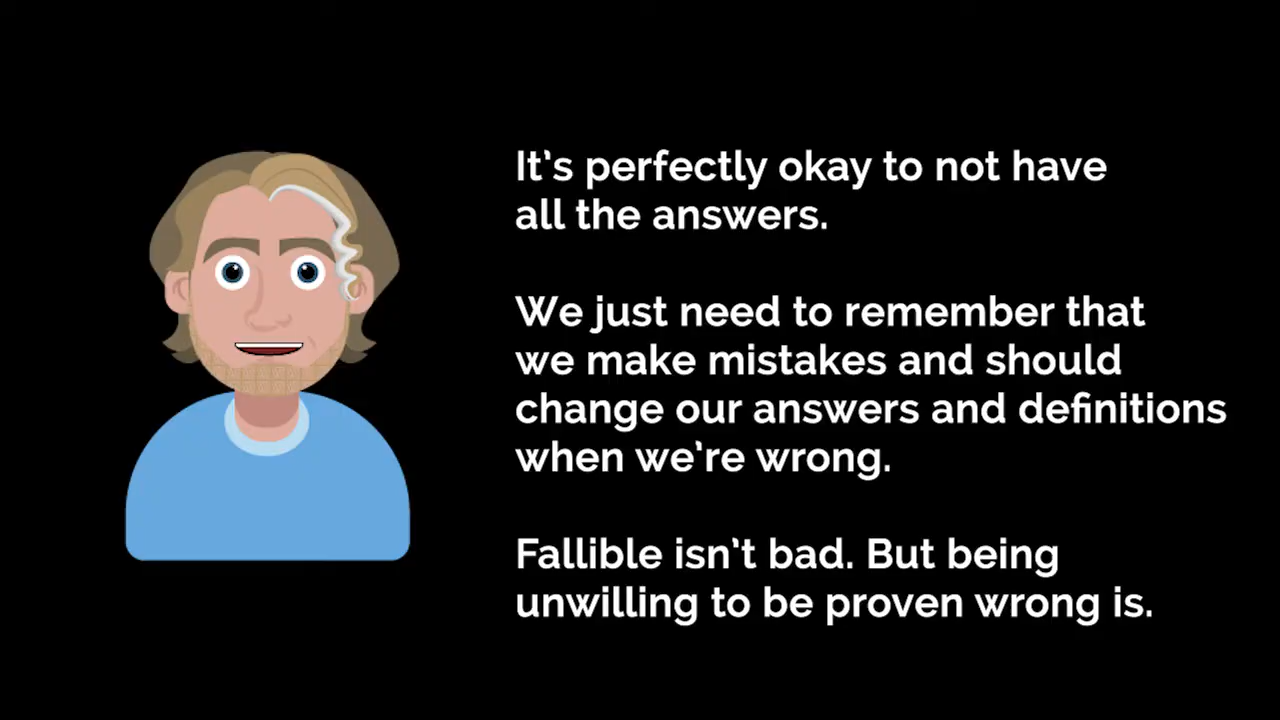 It’s perfectly okay to not have
all the answers.
We just need to remember that
we make mistakes and should
change our answers and definitions
when we’re wrong.
Fallible isn’t bad. But being
unwilling to be proven wrong is.